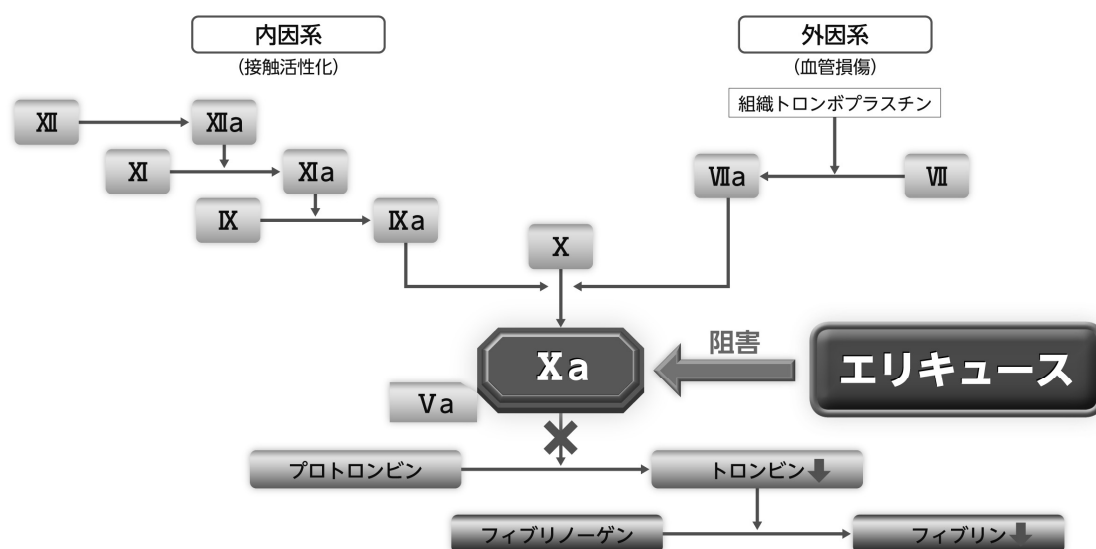 内因系
(接触活性化)
外因系
(血管損傷)
組織トロンボプラスチン
Ⅻ
Ⅻa
Ⅺ
Ⅺa
Ⅶa
Ⅶ
Ⅸ
Ⅸa
Ⅹ
阻害
Ⅹa
エリキュース
Ⅴa
プロトロンビン
トロンビン
フィブリノーゲン
フィブリン